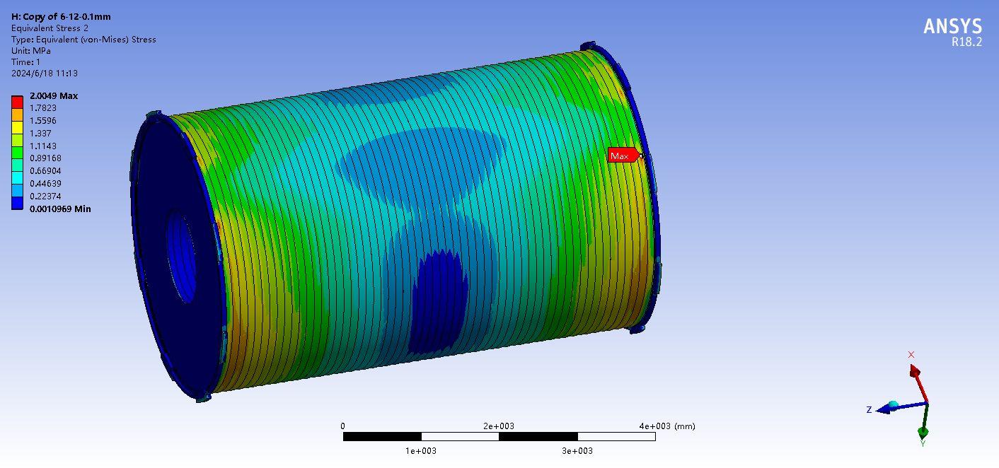 H: Copy of 6-12-0.1mm
Equivalent Stress 2
Type: Equivalent (von-Mises) Stress
Unit: MPa
Time: 1
2024/6/18 11:13
2.0049 Max
1.7823
1.5596
1.337
1.1143
0.89168
0.66904
0.44639
0.22374
0.0010969 Min
ANSYS
R18.2
Max
0 2e+003 4e+003 (mm)
1e+003 3e+003
X
Z
Y